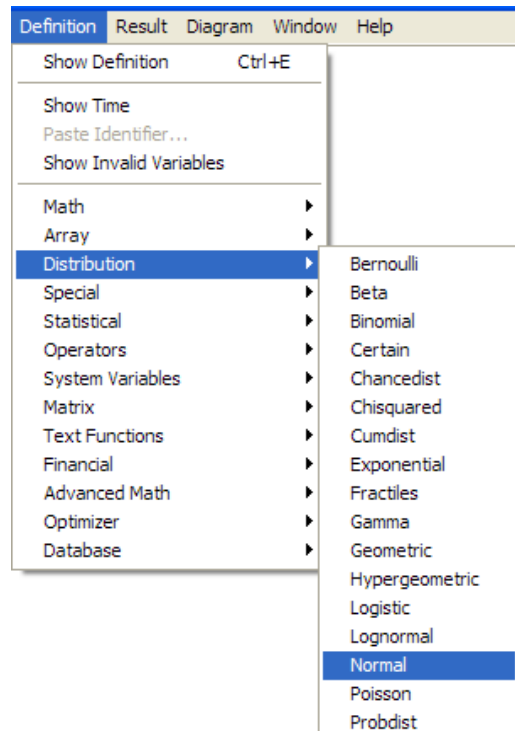 Definition Result Diagram Window Help
Show Definition Ctrl+E
Show Time
Paste Identifier...
Show Invalid Variables
Math
Array
Distribution
Special
Statistical
Operators
System Variables
Matrix
Text Functions
Financial
Advanced Math
Optimizer
Database
Bernoulli
Beta
Binomial
Certain
Chancedist
Chisquared
Cumdist
Exponential
Fractiles
Gamma
Geometric
Hypergeometric
Logistic
Lognormal
Normal
Poisson
Probdist